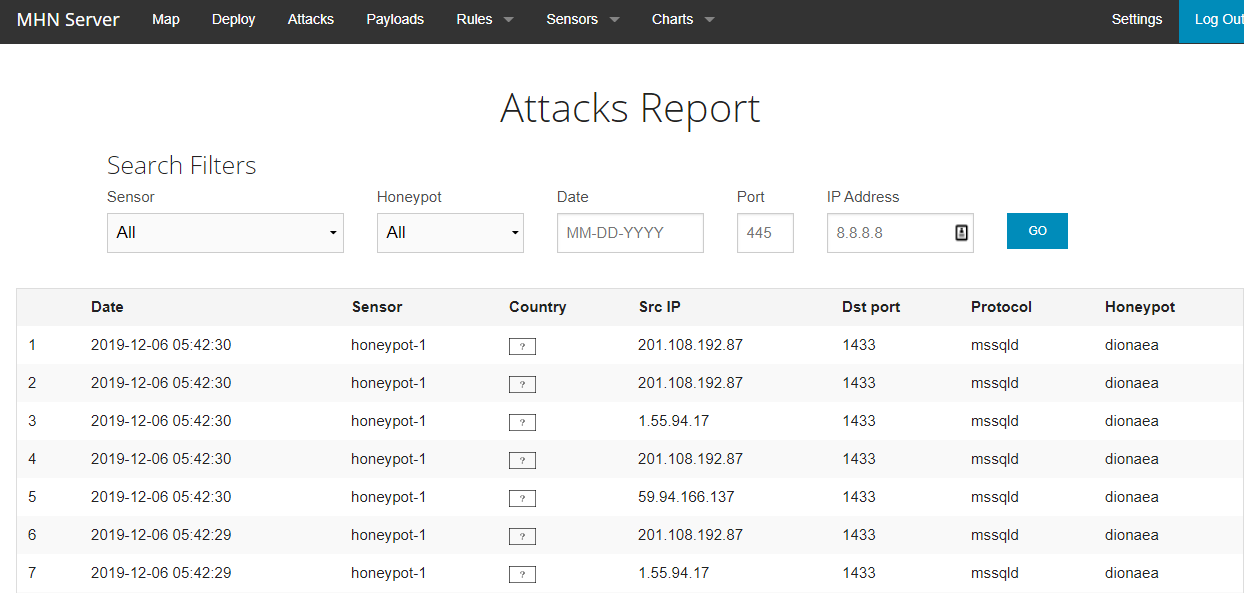 MHN Server Map Deploy Attacks Payloads Rules Sensors Charts Settings Log Out
Attacks Report
Search Filters
Sensor Honeypot Date Port IP Address
All All MM-DD-YYYY 445 8.8.8.8 GO
Date Sensor Country Src IP Dst port Protocol Honeypot
1 2019-12-06 05:42:30 honeypot-1 ? 201.108.192.87 1433 mssqld dionaea
2 2019-12-06 05:42:30 honeypot-1 ? 201.108.192.87 1433 mssqld dionaea
3 2019-12-06 05:42:30 honeypot-1 ? 1.55.94.17 1433 mssqld dionaea
4 2019-12-06 05:42:30 honeypot-1 ? 201.108.192.87 1433 mssqld dionaea
5 2019-12-06 05:42:30 honeypot-1 ? 59.94.166.137 1433 mssqld dionaea
6 2019-12-06 05:42:29 honeypot-1 ? 201.108.192.87 1433 mssqld dionaea
7 2019-12-06 05:42:29 honeypot-1 ? 1.55.94.17 1433 mssqld dionaea